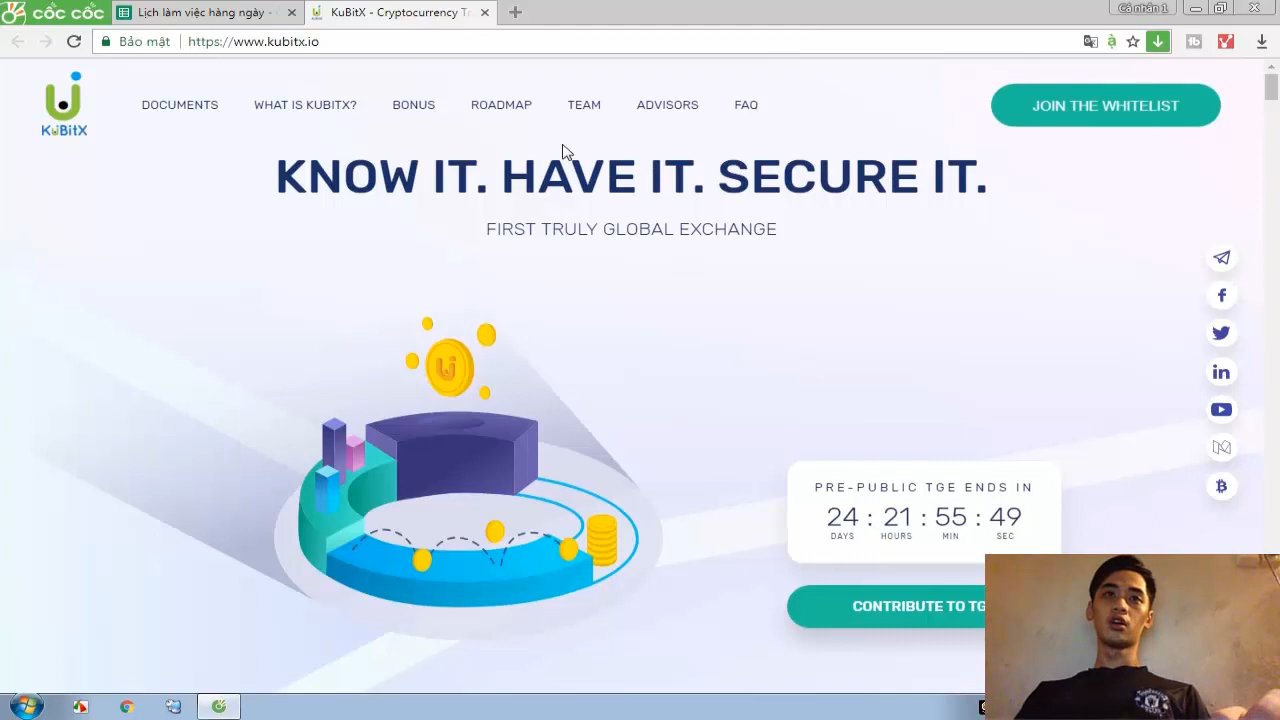 cốc cốc
Lịch làm việc hàng ngày -
KuBitX - Cryptocurrency T
Cá nhân 1
Bảo mật
https://www.kubitx.io
KuBitX
DOCUMENTS
WHAT IS KUBITX?
BONUS
ROADMAP
TEAM
ADVISORS
FAQ
JOIN THE WHITELIST
KNOW IT. HAVE IT. SECURE IT.
FIRST TRULY GLOBAL EXCHANGE
PRE-PUBLIC TGE ENDS IN
24 : 21 : 55 : 49
DAYS HOURS MIN SEC
CONTRIBUTE TO TG